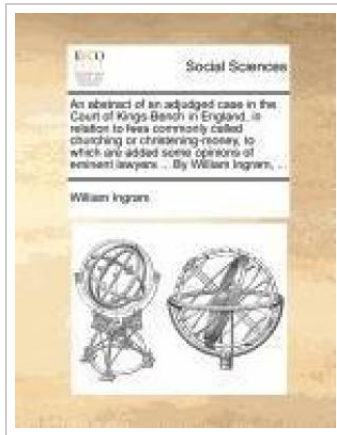 ECCO
Social Sciences
An abstract of an adjudged case in the
Court of Kings-Bench in England, in
relation to fees commonly called
churching or christening-money, to
which are added some opinions of
eminent lawyers ... By William Ingram, ...
William Ingram